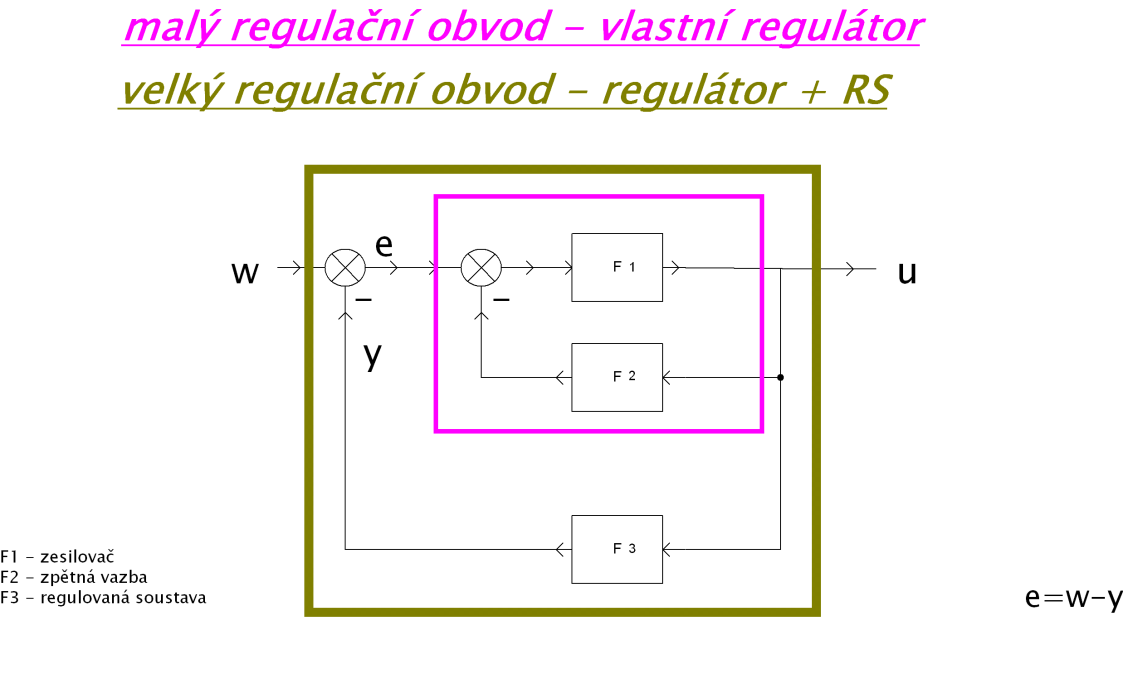 malý regulační obvod - vlastní regulátor
velký regulační obvod - regulátor + RS
e
w
F 1
u
-
-
y
F 2
F 3
F1 - zesilovač
F2 - zpětná vazba
F3 - regulovaná soustava
e=w-y